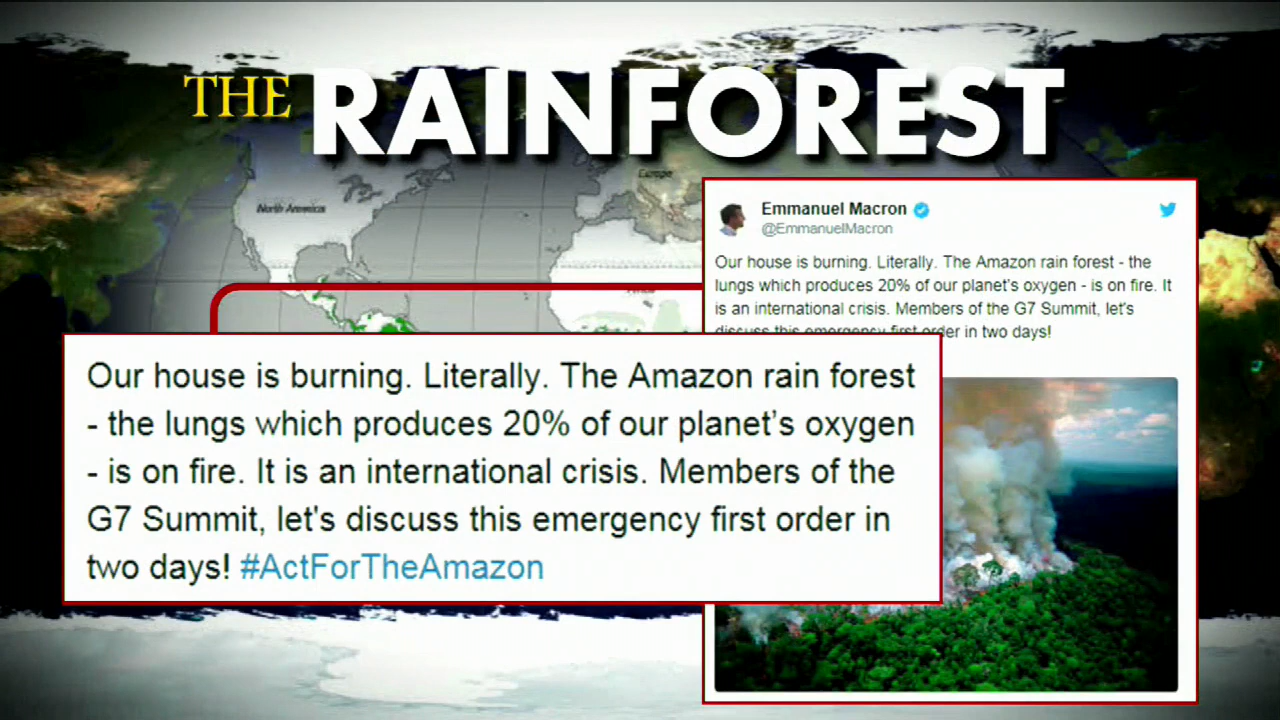 THE RAINFOREST
North America
Europe
Emmanuel Macron
@EmmanuelMacron
Our house is burning. Literally. The Amazon rain forest - the
lungs which produces 20% of our planet's oxygen - is on fire. It
is an international crisis. Members of the G7 Summit, let's
discuss this emergency first order in two days!
Our house is burning. Literally. The Amazon rain forest
- the lungs which produces 20% of our planet's oxygen
- is on fire. It is an international crisis. Members of the
G7 Summit, let's discuss this emergency first order in
two days! #ActForTheAmazon